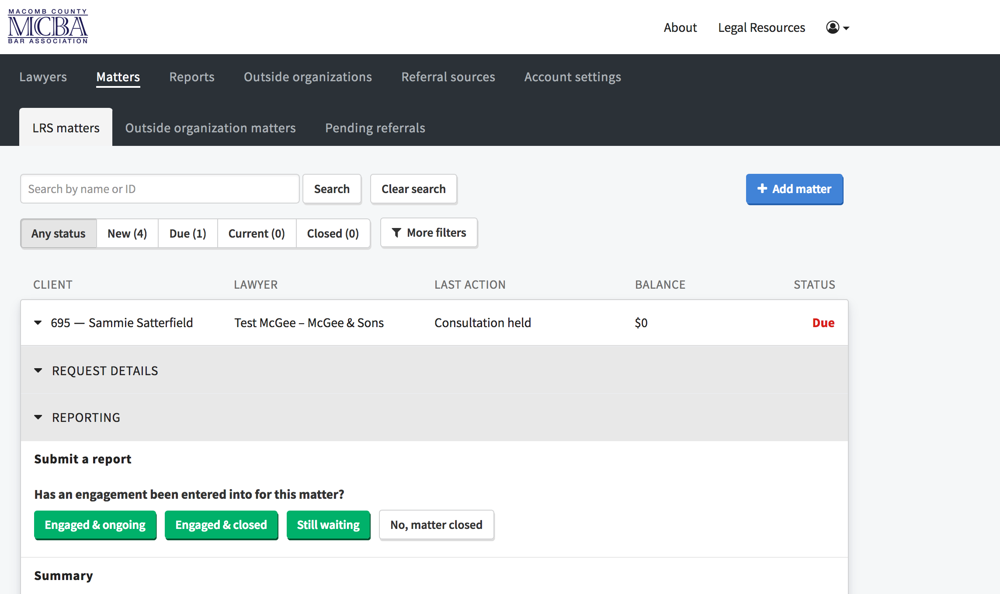 MACOMB COUNTY
MCBA
BAR ASSOCIATION
About Legal Resources
Lawyers Matters Reports Outside organizations Referral sources Account settings
LRS matters Outside organization matters Pending referrals
Search by name or ID Search Clear search + Add matter
Any status New (4) Due (1) Current (0) Closed (0) More filters
CLIENT LAWYER LAST ACTION BALANCE STATUS
695 — Sammie Satterfield Test McGee – McGee & Sons Consultation held $0 Due
REQUEST DETAILS
REPORTING
Submit a report
Has an engagement been entered into for this matter?
Engaged & ongoing Engaged & closed Still waiting No, matter closed
Summary